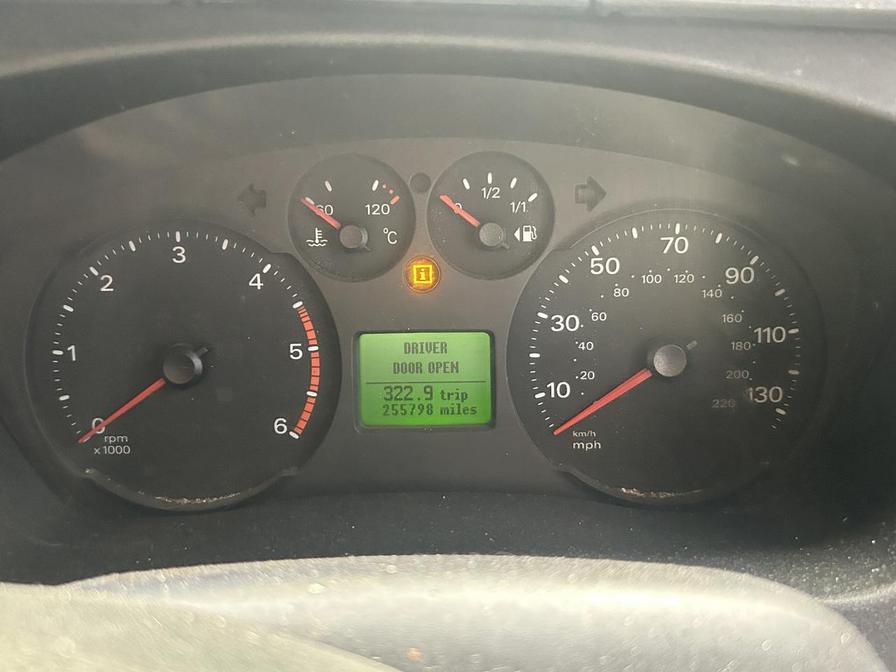 60 120
°C
0 1/2 1/1
i
0 1 2 3 4 5 6
rpm
x1000
DRIVER
DOOR OPEN
322.9 trip
255798 miles
10 30 50 70 90 110 130
20 40 60 80 100 120 140 160 180 200 220
km/h
mph